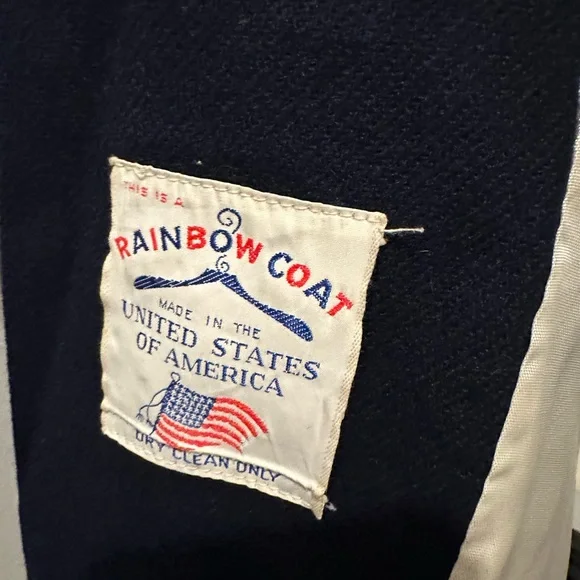 THIS IS A
RAINBOW COAT
MADE IN THE
UNITED STATES
OF AMERICA
DRY CLEAN ONLY